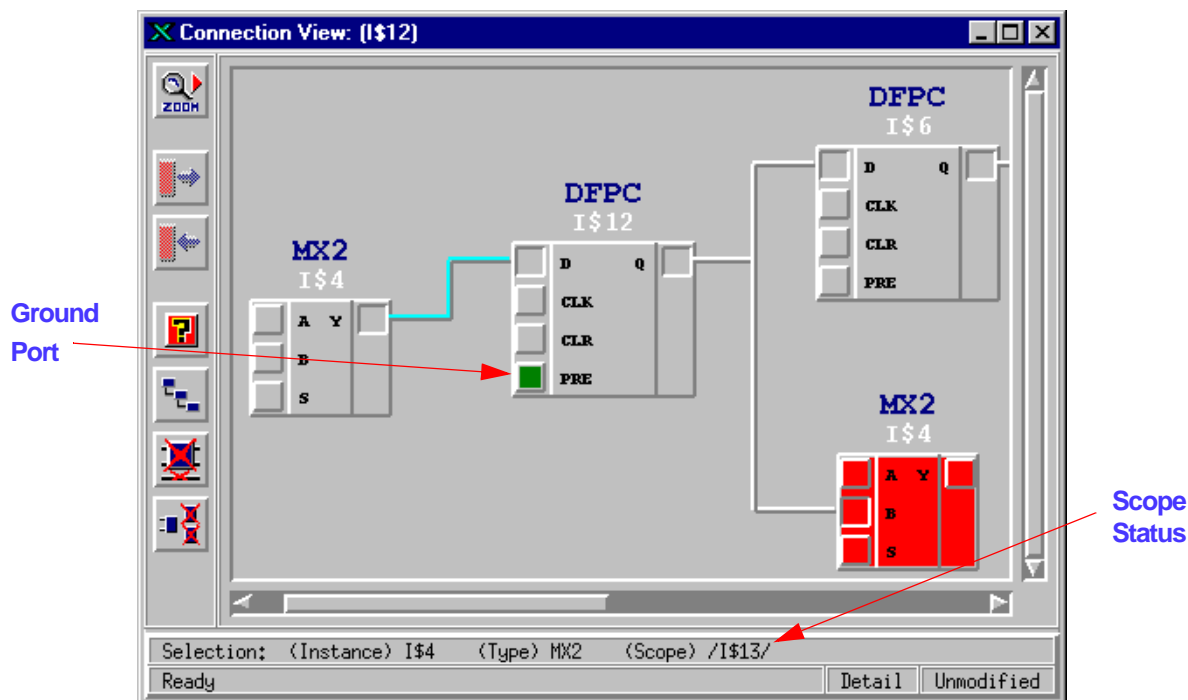 Connection View: (I$12)
ZOOM
DFPC
I$6
D Q
CLK
CLR
PRE
DFPC
I$12
D Q
CLK
CLR
PRE
MX2
I$4
A Y
B
S
Ground
Port
?
MX2
I$4
A Y
B
S
Scope
Status
Selection: (Instance) I$4 (Type) MX2 (Scope) /I$13/
Ready Detail Unmodified